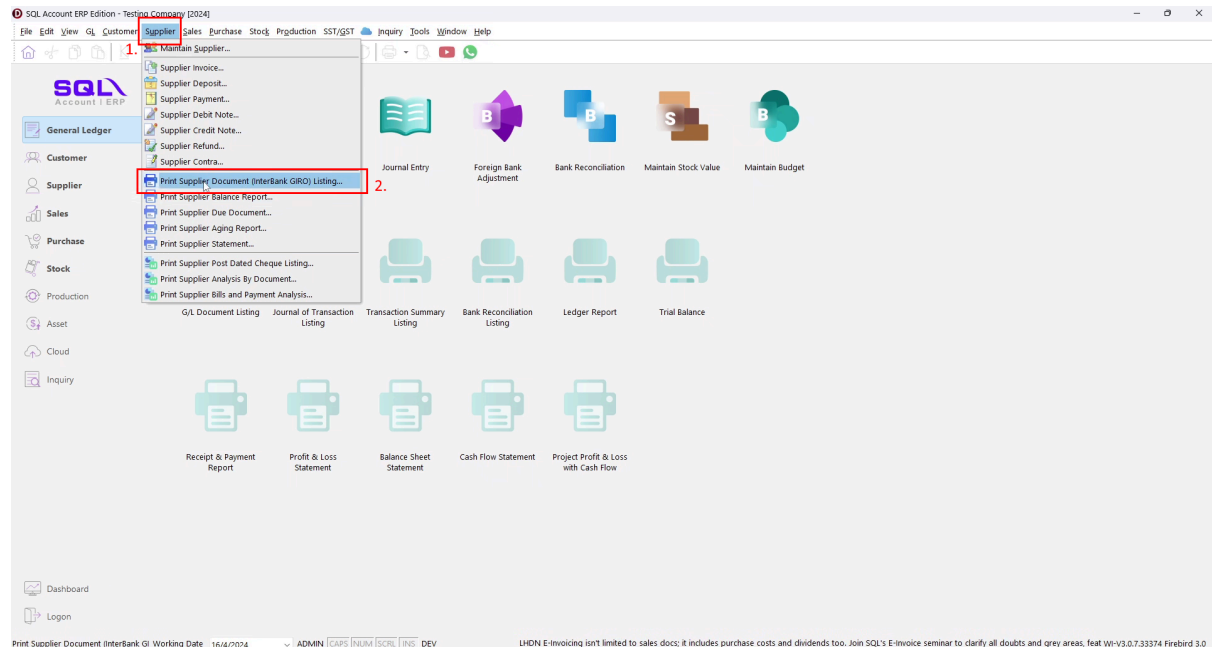 SQL Account ERP Edition - Testing Company [2024]
File Edit View GL Customer Supplier Sales Purchase Stock Production SST/GST Inquiry Tools Window Help
1.
Maintain Supplier...
Supplier Invoice...
Supplier Deposit...
Supplier Payment...
Supplier Debit Note...
Supplier Credit Note...
Supplier Refund...
Supplier Contra...
Print Supplier Document (InterBank GIRO) Listing...
2.
Print Supplier Balance Report...
Print Supplier Due Document...
Print Supplier Aging Report...
Print Supplier Statement...
Print Supplier Post Dated Cheque Listing...
Print Supplier Analysis By Document...
Print Supplier Bills and Payment Analysis...
SQL
Account | ERP
General Ledger
Customer
Supplier
Sales
Purchase
Stock
Production
Asset
Cloud
Inquiry
Dashboard
Logon
B
B
S
B
Journal Entry
Foreign Bank
Adjustment
Bank Reconciliation
Maintain Stock Value
Maintain Budget
G/L Document Listing
Journal of Transaction
Listing
Transaction Summary
Listing
Bank Reconciliation
Listing
Ledger Report
Trial Balance
Receipt & Payment
Report
Profit & Loss
Statement
Balance Sheet
Statement
Cash Flow Statement
Project Profit & Loss
with Cash Flow
Print Supplier Document (InterBank GI Working Date 16/4/2024 ADMIN CAPS NUM SCRL INS DEV LHDN E-Invoicing isn't limited to sales docs; it includes purchase costs and dividends too. Join SQL's E-Invoice seminar to clarify all doubts and grey areas, feat WI-V3.0.7.33374 Firebird 3.0